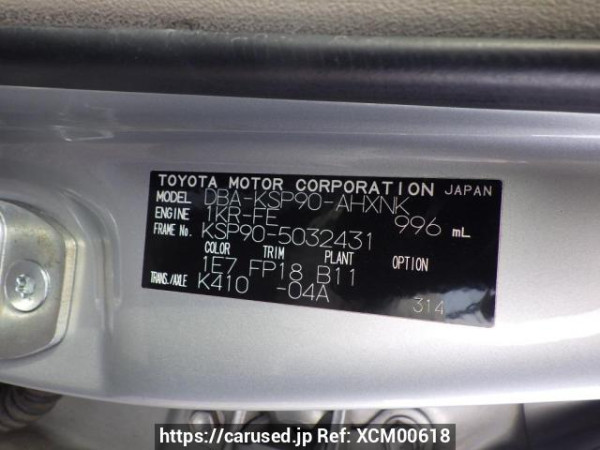 TOYOTA MOTOR CORPORATION JAPAN
MODEL DBA-KSP90-AHXNK
ENGINE 1KR-FE 996 mL
FRAME No. KSP90-5032431
COLOR TRIM PLANT OPTION
1E7 FP18 B11
TRANS./AXLE K410 -04A 314
https://carused.jp Ref: XCM00618